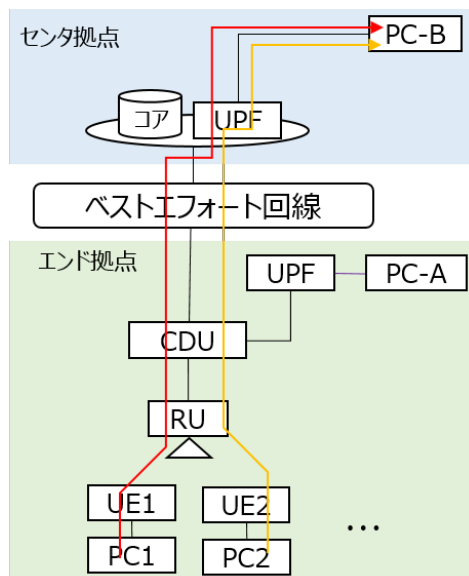 センタ拠点
PC-B
コア
UPF
ベストエフォート回線
エンド拠点
UPF
PC-A
CDU
RU
UE1
UE2
…
PC1
PC2